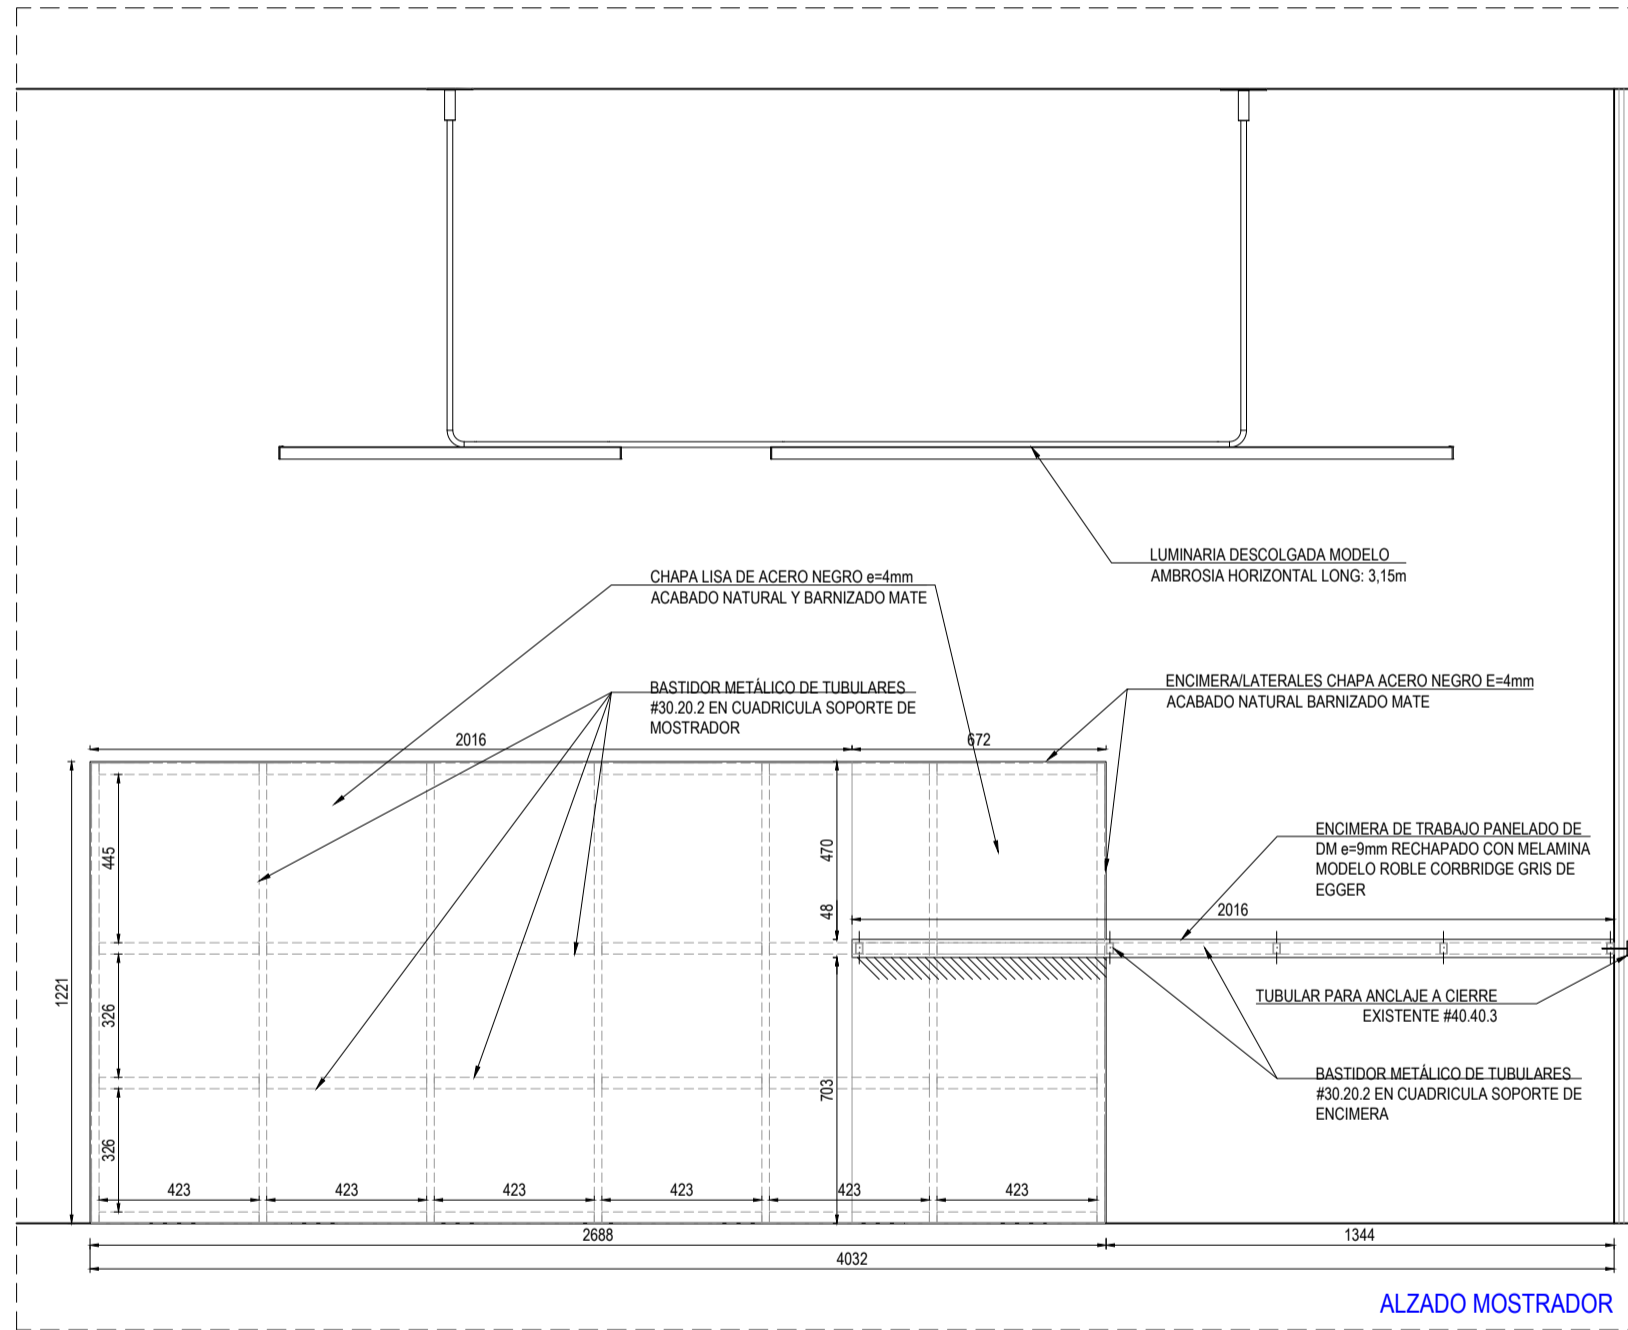 LUMINARIA DESCOLGADA MODELO
AMBROSIA HORIZONTAL LONG: 3,15m
CHAPA LISA DE ACERO NEGRO e=4mm
ACABADO NATURAL Y BARNIZADO MATE
BASTIDOR METÁLICO DE TUBULARES
#30.20.2 EN CUADRICULA SOPORTE DE
MOSTRADOR
ENCIMERA/LATERALES CHAPA ACERO NEGRO E=4mm
ACABADO NATURAL BARNIZADO MATE
2016
672
ENCIMERA DE TRABAJO PANELADO DE
DM e=9mm RECHAPADO CON MELAMINA
MODELO ROBLE CORBRIDGE GRIS DE
EGGER
445
470
48
2016
1221
326
TUBULAR PARA ANCLAJE A CIERRE
EXISTENTE #40.40.3
703
BASTIDOR METÁLICO DE TUBULARES
#30.20.2 EN CUADRICULA SOPORTE DE
ENCIMERA
326
423
423
423
423
423
423
2688
1344
4032
ALZADO MOSTRADOR